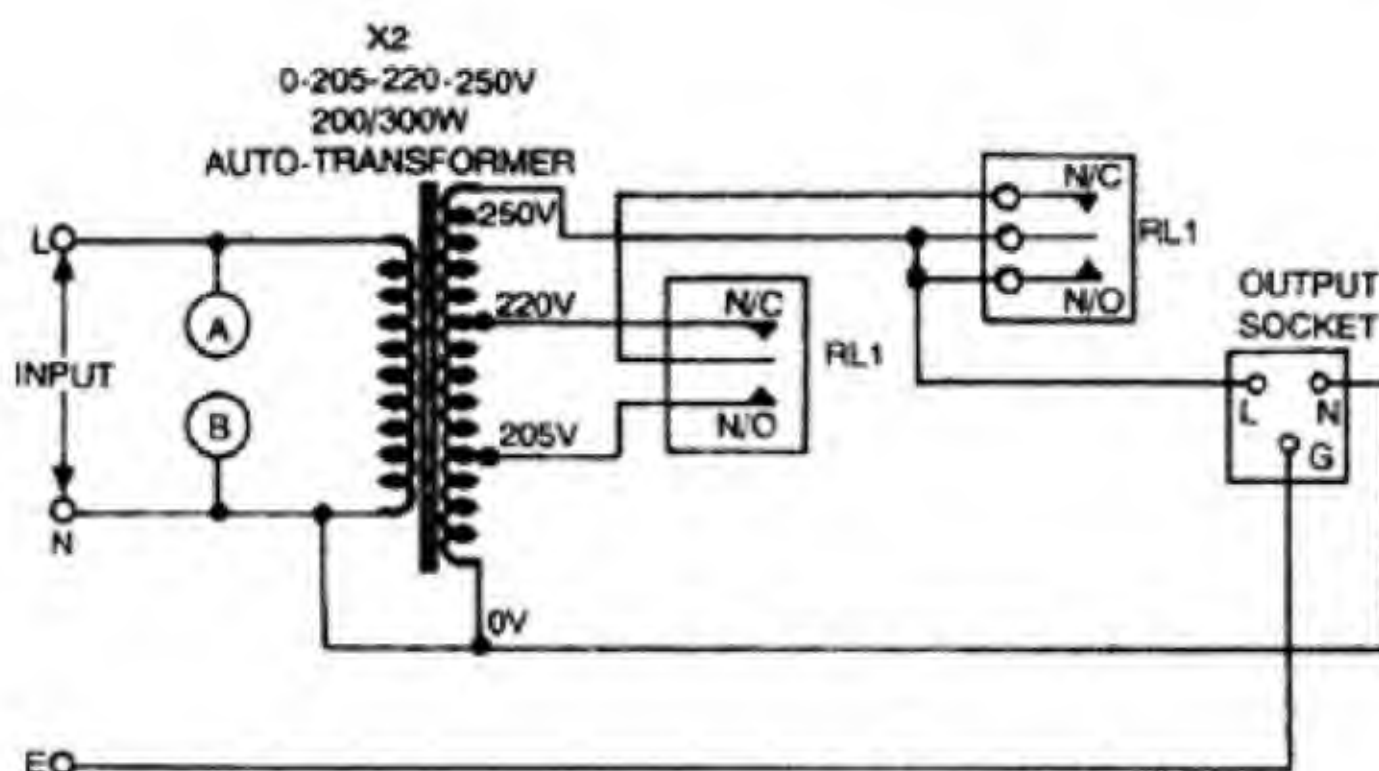 X2
0-205-220-250V
200/300W
AUTO-TRANSFORMER
250V
N/C
RL1
N/O
L
A
INPUT
B
N
220V
N/C
RL1
205V
N/O
OUTPUT
SOCKET
L
N
G
0V
E